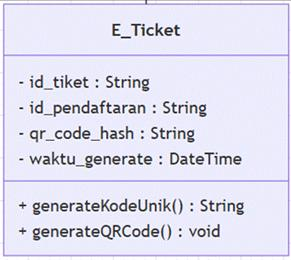 E_Ticket
- id_tiket : String
- id_pendaftaran : String
- qr_code_hash : String
- waktu_generate : DateTime
+ generateKodeUnik() : String
+ generateQRCode() : void